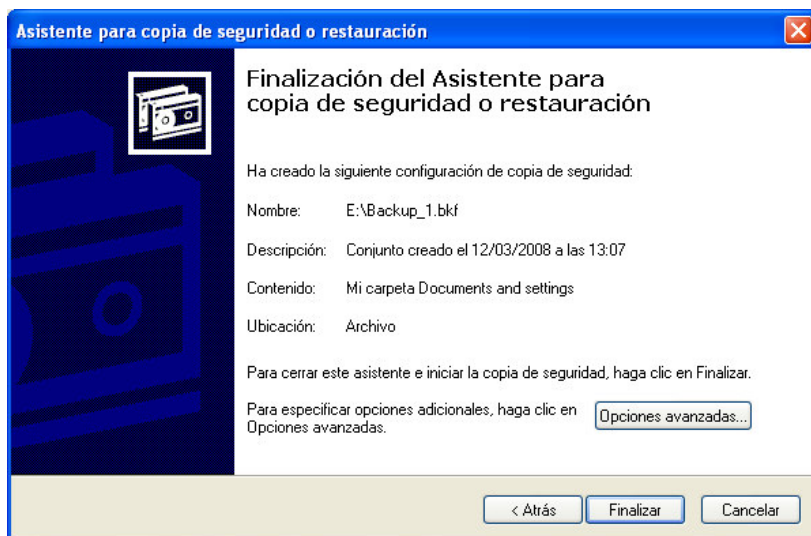 Asistente para copia de seguridad o restauración
Finalización del Asistente para
copia de seguridad o restauración
Ha creado la siguiente configuración de copia de seguridad:
Nombre: E:\Backup_1.bkf
Descripción: Conjunto creado el 12/03/2008 a las 13:07
Contenido: Mi carpeta Documents and settings
Ubicación: Archivo
Para cerrar este asistente e iniciar la copia de seguridad, haga clic en Finalizar.
Para especificar opciones adicionales, haga clic en
Opciones avanzadas.
Opciones avanzadas...
< Atrás Finalizar Cancelar